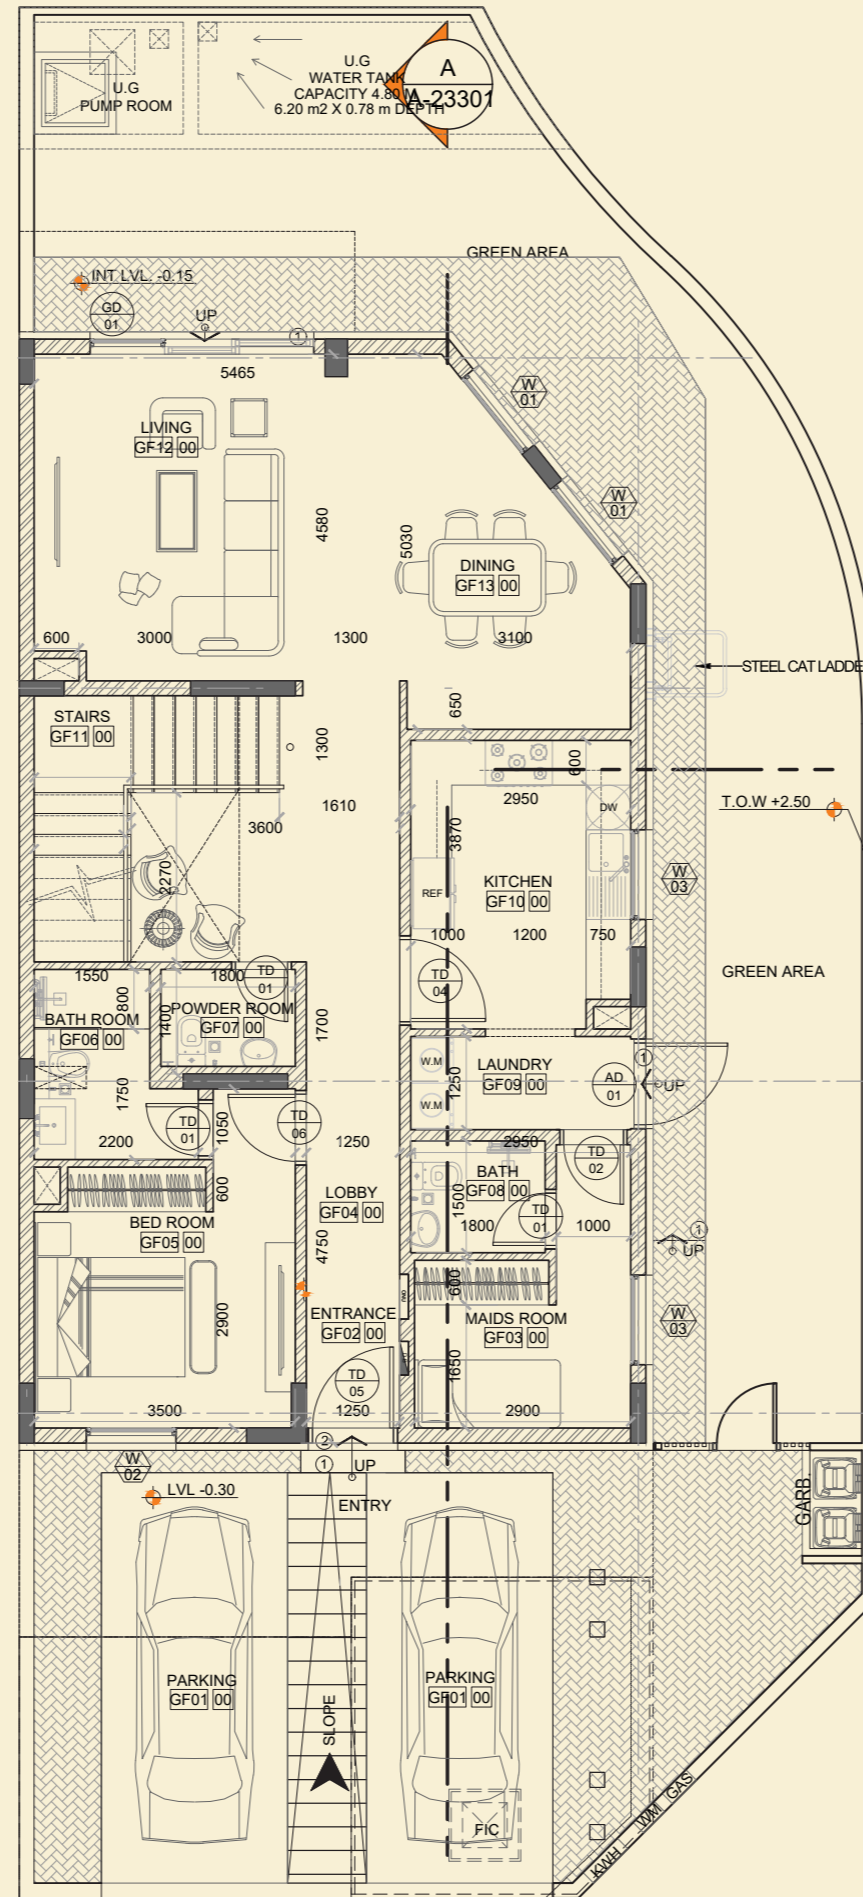 U.G
PUMP ROOM
U.G
WATER TANK
CAPACITY 4.80 M
6.20 m2 X 0.78 m DEPTH
A
A-23301
GREEN AREA
INT LVL. -0.15
GD
01
UP
1
5465
W
01
LIVING
GF12 00
W
01
4580
5030
DINING
GF13 00
600
3000
1300
3100
STEEL CAT LADDE
STAIRS
GF11 00
650
1300
600
2950
DW
1610
T.O.W +2.50
3600
3870
2270
KITCHEN
GF10 00
REF
W
03
1000
1200
750
1550
1800
TD
01
TD
04
GREEN AREA
800
POWDER ROOM
GF07 00
1400
BATH ROOM
GF06 00
1700
W.M
W.M
LAUNDRY
GF09 00
1250
1
AD
01
UP
1750
TD
01
1050
TD
06
2200
1250
2950
TD
02
BATH
GF08 00
1500
600
LOBBY
GF04 00
1800
TD
01
1000
BED ROOM
GF05 00
4750
1
UP
600
2900
ENTRANCE
GF02 00
MAIDS ROOM
GF03 00
W
03
1650
TD
05
3500
1250
2900
2
1
UP
W
02
LVL -0.30
ENTRY
GARB.
PARKING
GF01 00
PARKING
GF01 00
SLOPE
FIC
KWH
WM
GAS